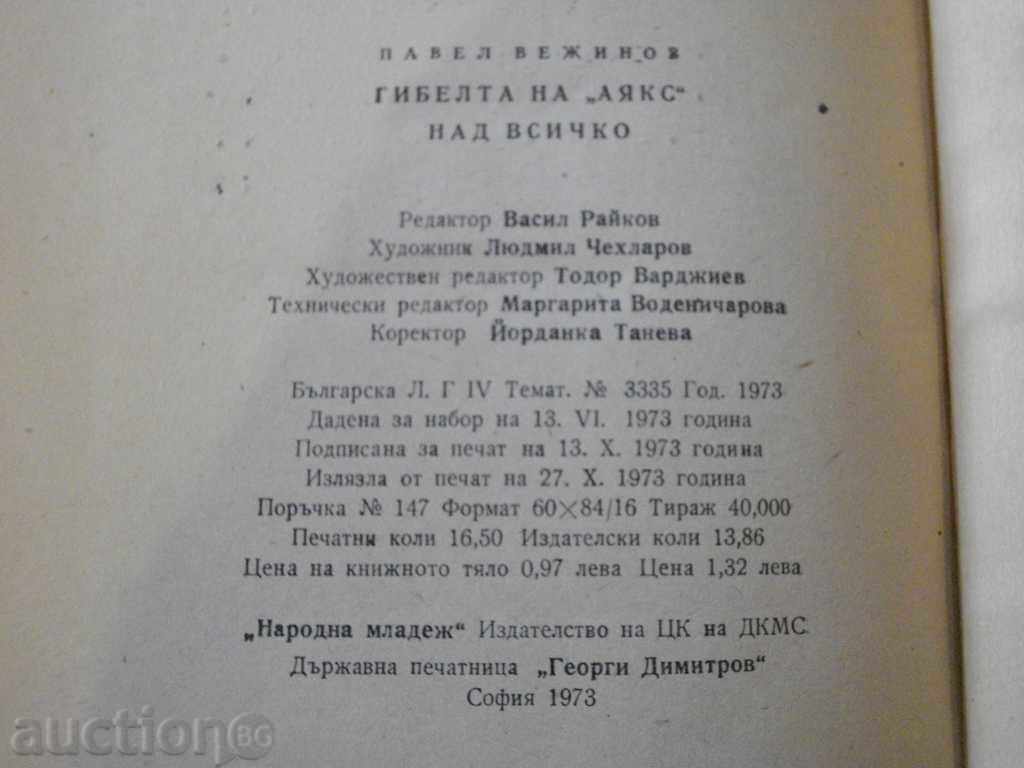 ПАВЕЛ ВЕЖИНОВ
ГИБЕЛТА НА „АЯКС“
НАД ВСИЧКО
Редактор Васил Райков
Художник Людмил Чехларов
Художествен редактор Тодор Варджиев
Технически редактор Маргарита Воденичарова
Коректор Йорданка Танева
Българска Л. Г IV Темат. № 3335 Год. 1973
Дадена за набор на 13. VI. 1973 година
Подписана за печат на 13. X. 1973 година
Излязла от печат на 27. X. 1973 година
Поръчка № 147 Формат 60×84/16 Тираж 40,000
Печатни коли 16,50 Издателски коли 13,86
Цена на книжното тяло 0,97 лева Цена 1,32 лева
„Народна младеж“ Издателство на ЦК на ДКМС
Държавна печатница „Георги Димитров“
София 1973
auction BG